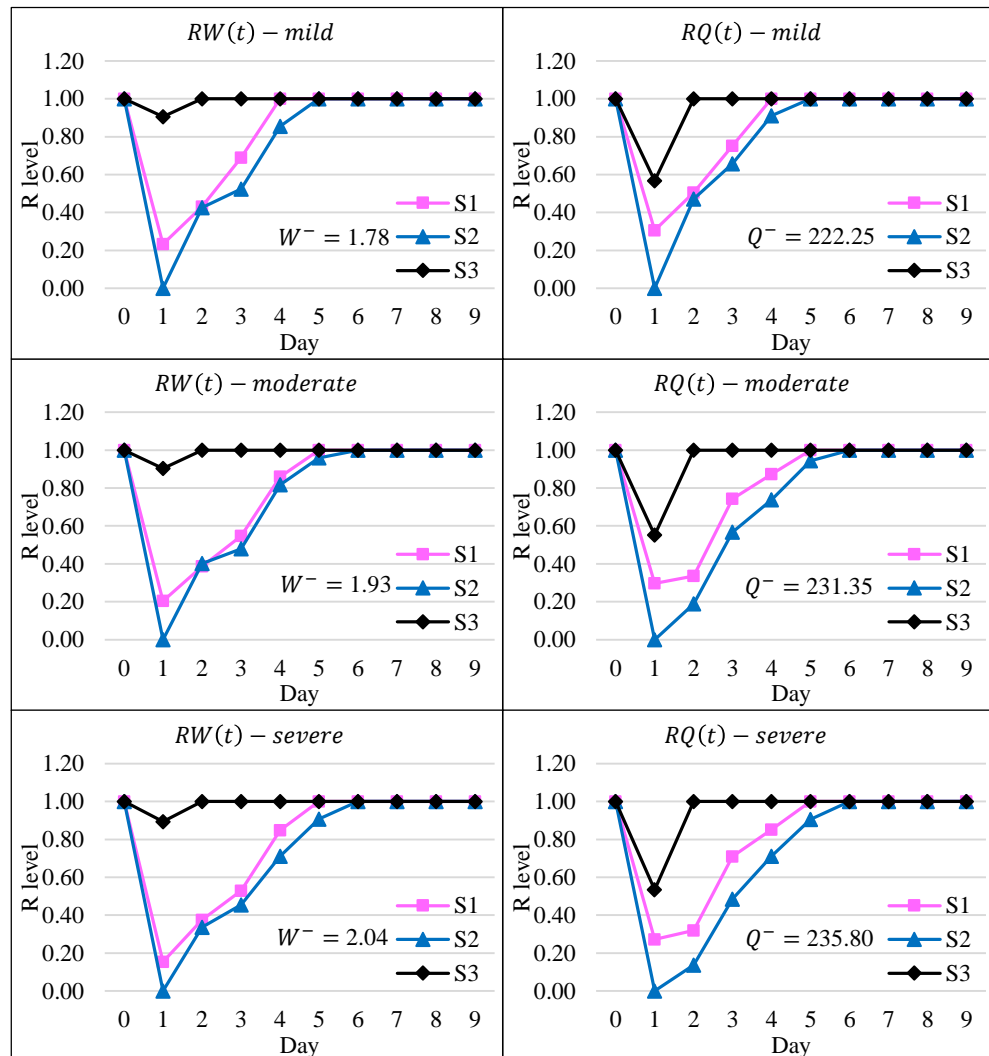 RW(t) − mild
1.20
1.00
0.80
0.60
0.40
0.20
0.00
R level
S1
W⁻ = 1.78
S2
S3
0 1 2 3 4 5 6 7 8 9
Day
RQ(t) − mild
1.20
1.00
0.80
0.60
0.40
0.20
0.00
R level
S1
Q⁻ = 222.25
S2
S3
0 1 2 3 4 5 6 7 8 9
Day
RW(t) − moderate
1.20
1.00
0.80
0.60
0.40
0.20
0.00
R level
S1
W⁻ = 1.93
S2
S3
0 1 2 3 4 5 6 7 8 9
Day
RQ(t) − moderate
1.20
1.00
0.80
0.60
0.40
0.20
0.00
R level
S1
Q⁻ = 231.35
S2
S3
0 1 2 3 4 5 6 7 8 9
Day
RW(t) − severe
1.20
1.00
0.80
0.60
0.40
0.20
0.00
R level
S1
W⁻ = 2.04
S2
S3
0 1 2 3 4 5 6 7 8 9
Day
RQ(t) − severe
1.20
1.00
0.80
0.60
0.40
0.20
0.00
R level
S1
Q⁻ = 235.80
S2
S3
0 1 2 3 4 5 6 7 8 9
Day